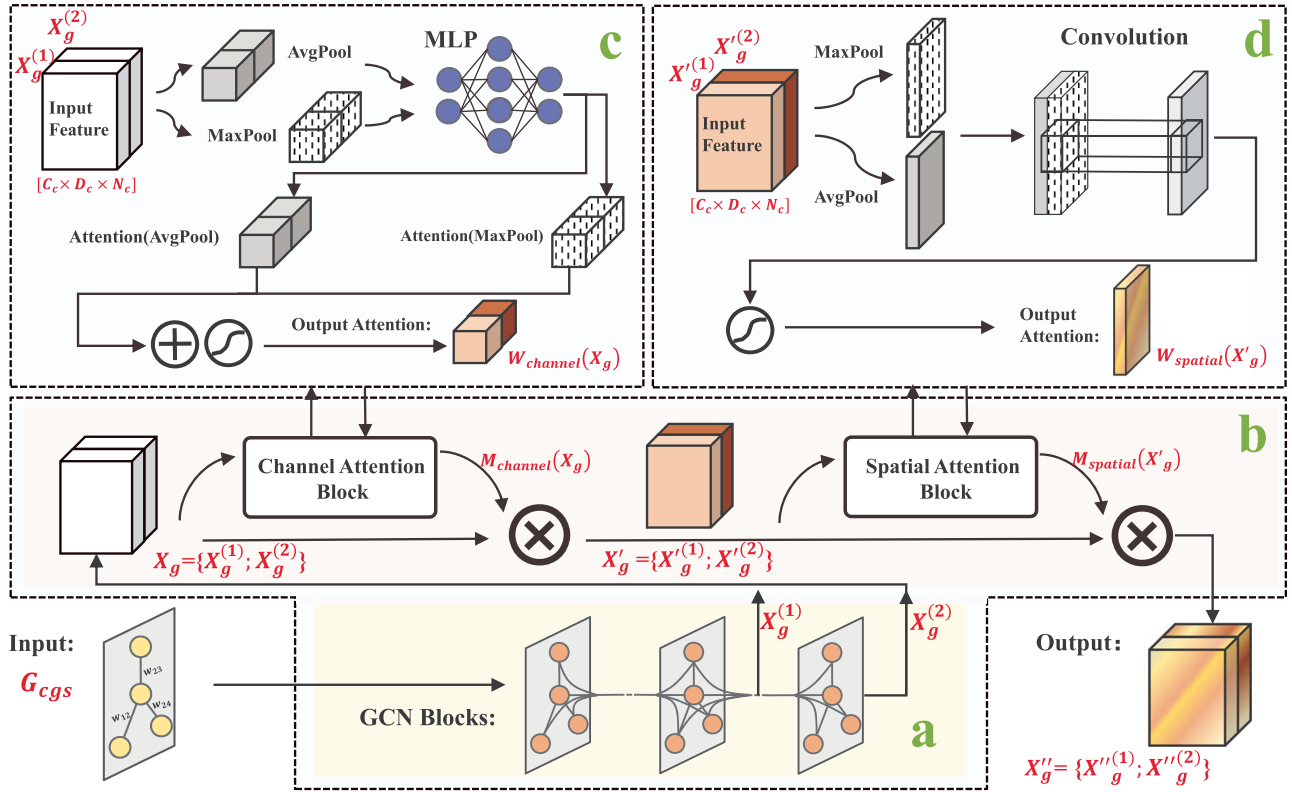 X_g^(2)
X_g^(1)
Input
Feature
[C_c × D_c × N_c]
AvgPool
MaxPool
MLP
c
Attention(AvgPool)
Attention(MaxPool)
Output Attention:
W_channel(X_g)
X'_g^(2)
X'_g^(1)
Input
Feature
[C_c × D_c × N_c]
MaxPool
AvgPool
Convolution
d
Output
Attention:
W_spatial(X'_g)
b
Channel Attention
Block
M_channel(X_g)
Spatial Attention
Block
M_spatial(X'_g)
X_g={X_g^(1); X_g^(2)}
X'_g ={X'_g^(1); X'_g^(2)}
X_g^(1)
X_g^(2)
Input:
G_cgs
w_23
w_12
w_24
GCN Blocks:
a
Output:
X''_g= {X''_g^(1); X''_g^(2)}